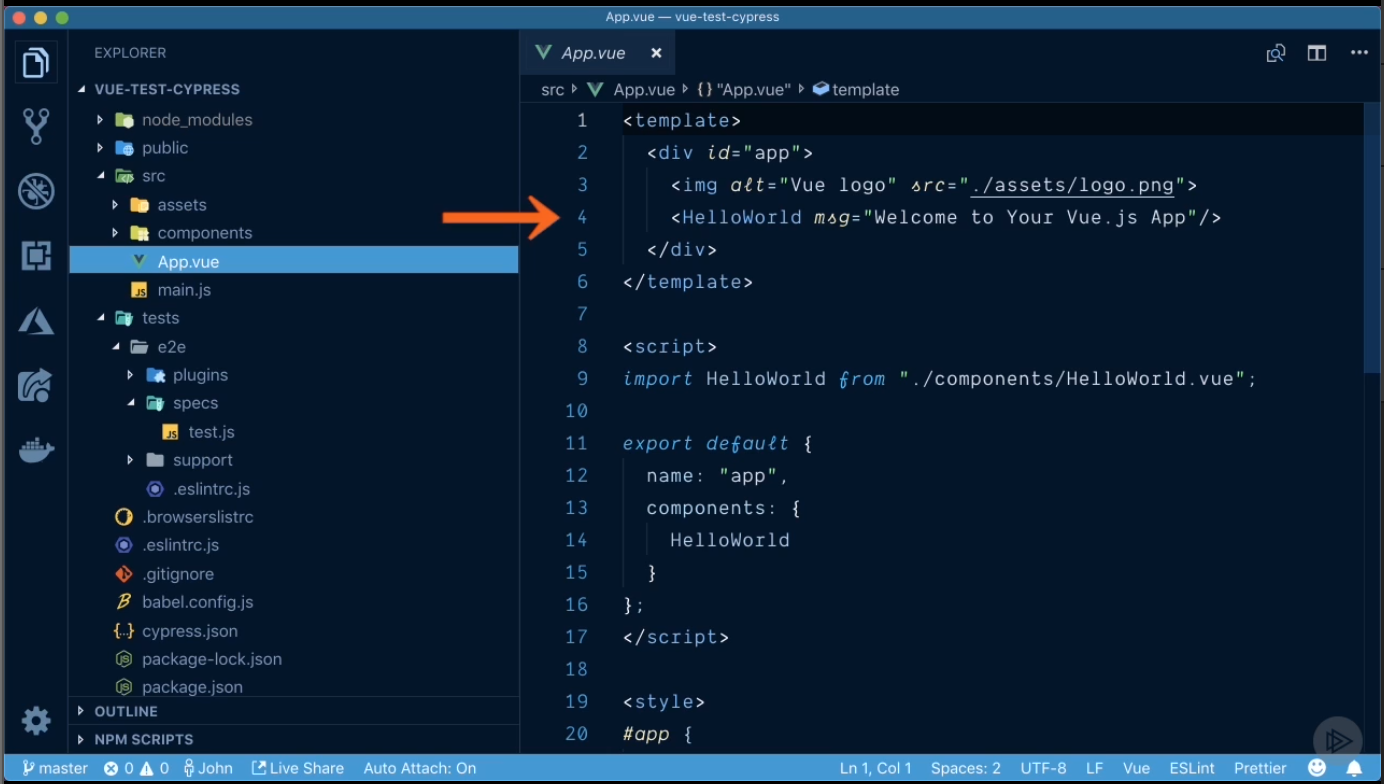 App.vue — vue-test-cypress
EXPLORER
VUE-TEST-CYPRESS
node_modules
public
src
assets
components
App.vue
main.js
tests
e2e
plugins
specs
test.js
support
.eslintrc.js
.browserslistrc
.eslintrc.js
.gitignore
babel.config.js
cypress.json
package-lock.json
package.json
OUTLINE
NPM SCRIPTS
App.vue
src App.vue {} "App.vue" template
1 <template>
2 <div id="app">
3 <img alt="Vue logo" src="./assets/logo.png">
4 <HelloWorld msg="Welcome to Your Vue.js App"/>
5 </div>
6 </template>
7
8 <script>
9 import HelloWorld from "./components/HelloWorld.vue";
10
11 export default {
12 name: "app",
13 components: {
14 HelloWorld
15 }
16 };
17 </script>
18
19 <style>
20 #app {
master 0 0 John Live Share Auto Attach: On Ln 1, Col 1 Spaces: 2 UTF-8 LF Vue ESLint Prettier